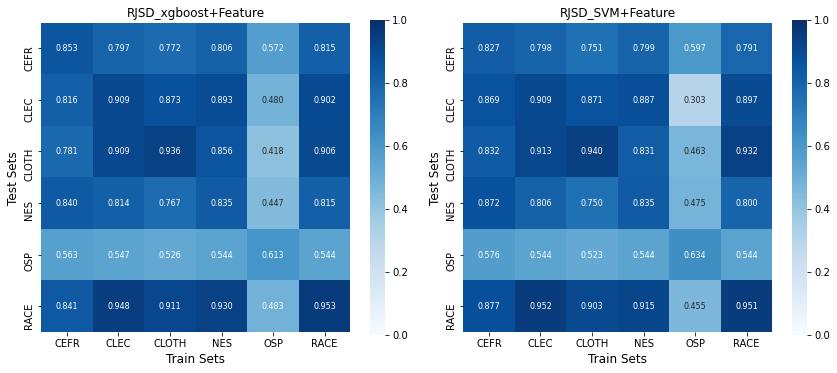 RJSD_xgboost+Feature
CEFR 0.853 0.797 0.772 0.806 0.572 0.815
CLEC 0.816 0.909 0.873 0.893 0.480 0.902
CLOTH 0.781 0.909 0.936 0.856 0.418 0.906
NES 0.840 0.814 0.767 0.835 0.447 0.815
OSP 0.563 0.547 0.526 0.544 0.613 0.544
RACE 0.841 0.948 0.911 0.930 0.483 0.953
CEFR CLEC CLOTH NES OSP RACE
Test Sets
Train Sets
1.0
0.8
0.6
0.4
0.2
0.0
RJSD_SVM+Feature
CEFR 0.827 0.798 0.751 0.799 0.597 0.791
CLEC 0.869 0.909 0.871 0.887 0.303 0.897
CLOTH 0.832 0.913 0.940 0.831 0.463 0.932
NES 0.872 0.806 0.750 0.835 0.475 0.800
OSP 0.576 0.544 0.523 0.544 0.634 0.544
RACE 0.877 0.952 0.903 0.915 0.455 0.951
CEFR CLEC CLOTH NES OSP RACE
Test Sets
Train Sets
1.0
0.8
0.6
0.4
0.2
0.0